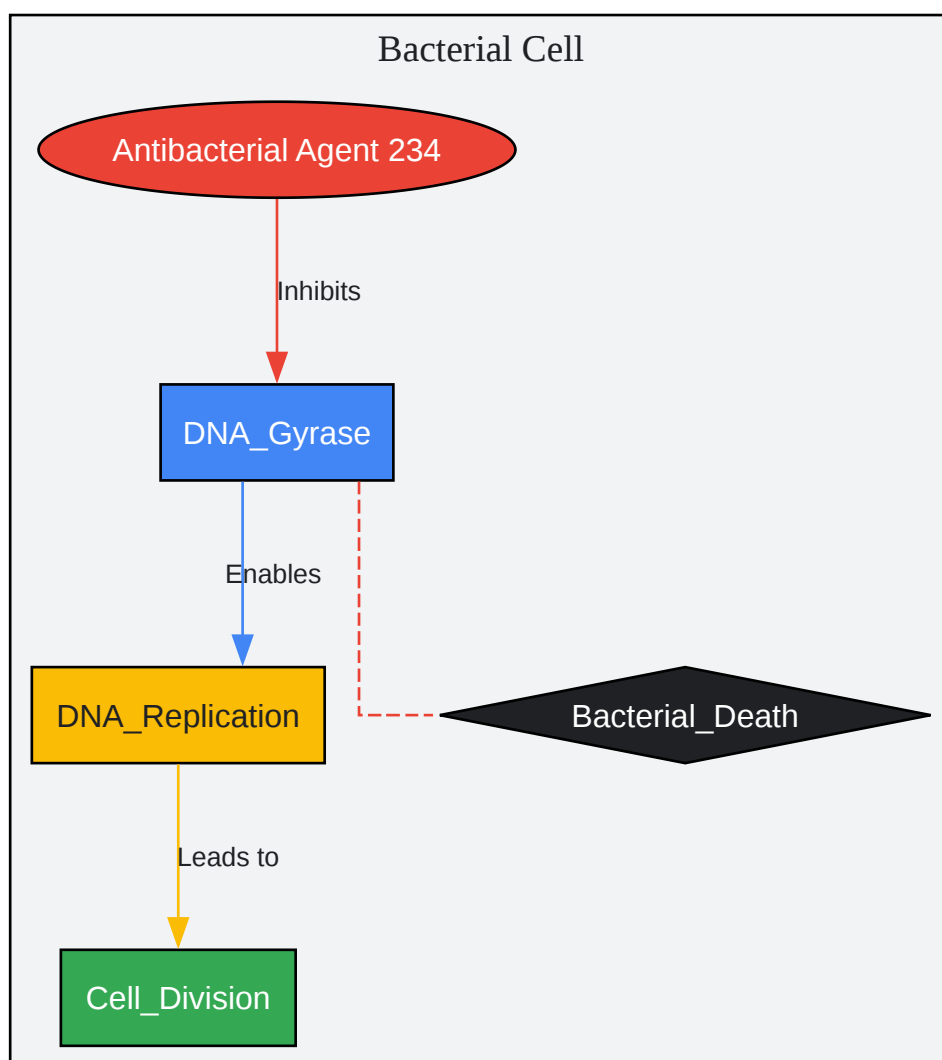 Bacterial Cell
Antibacterial Agent 234
Inhibits
DNA_Gyrase
Enables
DNA_Replication
Bacterial_Death
Leads to
Cell_Division